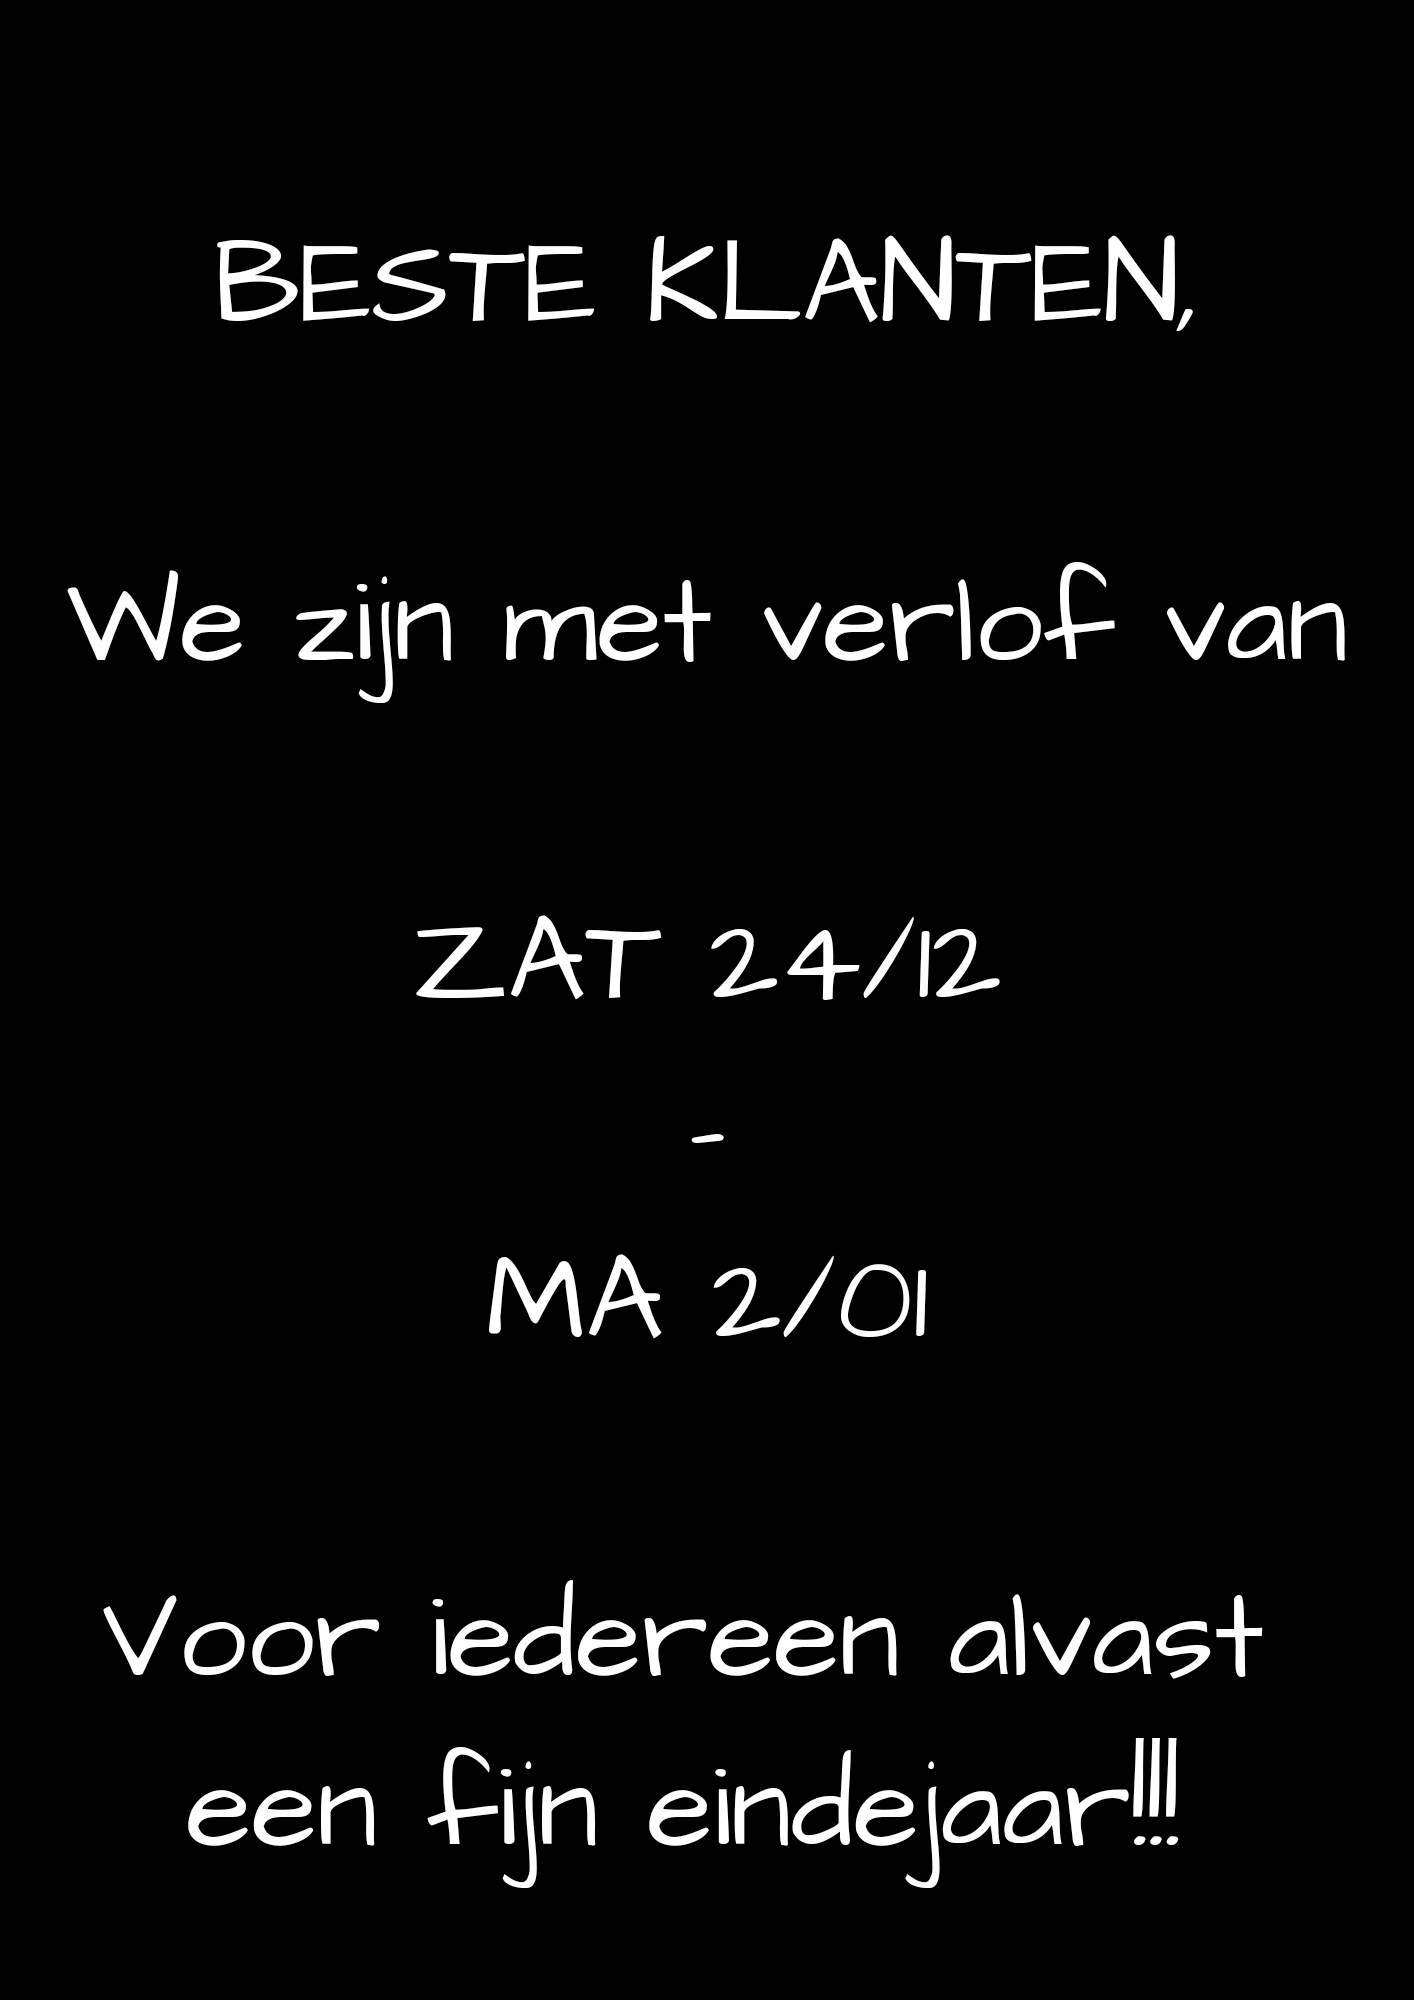 BESTE KLANTEN,
We zijn met verlof van
ZAT 24/12
-
MA 2/01
Voor iedereen alvast
een fijn eindejaar!!!